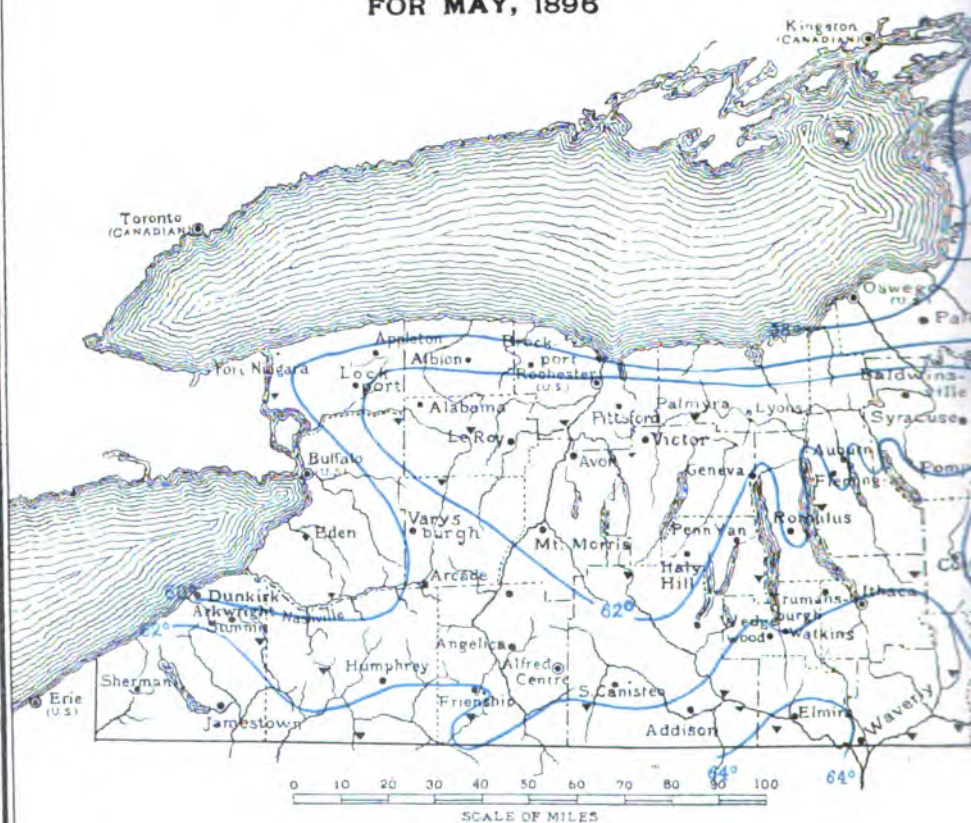 FOR MAY, 1896
Kingston
(CANADIAN)
Toronto
(CANADIAN)
Oswego
58°
Appleton
Albion
Brock-
port
Fort Niagara
Lock
port
Rochester
(U.S)
Baldwins-
ville
Alabama
Pittsford
Palmyra
Lyons
Syracuse
Le Roy
Victor
Auburn
Buffalo
(U.S)
Avon
Geneva
Fleming
Eden
Varys
burgh
Mt. Morris
Penn Yan
Romulus
Italy
Hill
Arcade
60°
Dunkirk
Arkwright
Summit
Nashville
62°
62°
Ithaca
Trumans-
burgh
Wedge
wood
Watkins
Angelica
Humphrey
Alfred
Centre
Sherman
Frenship
S. Canisteo
Erie
(U.S)
Jamestown
Elmira
Waverly
Addison
64°
64°
0 10 20 30 40 50 60 70 80 90 100
SCALE OF MILES